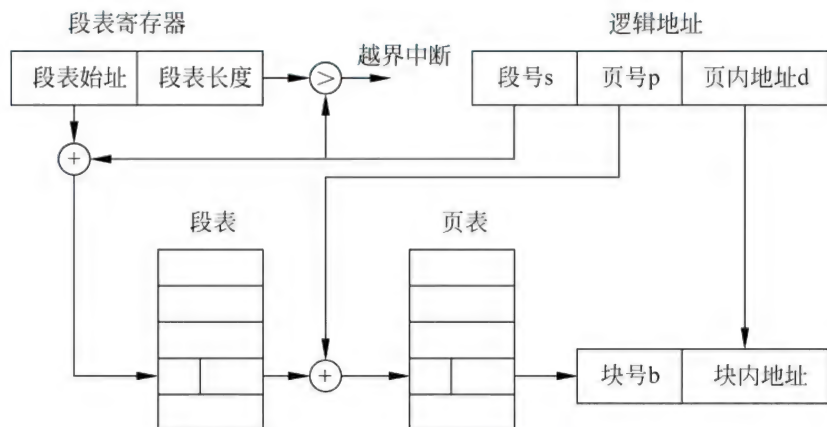 段表寄存器
逻辑地址
越界中断
段表始址 段表长度 > 段号s 页号p 页内地址d
+
段表 页表
+
块号b 块内地址